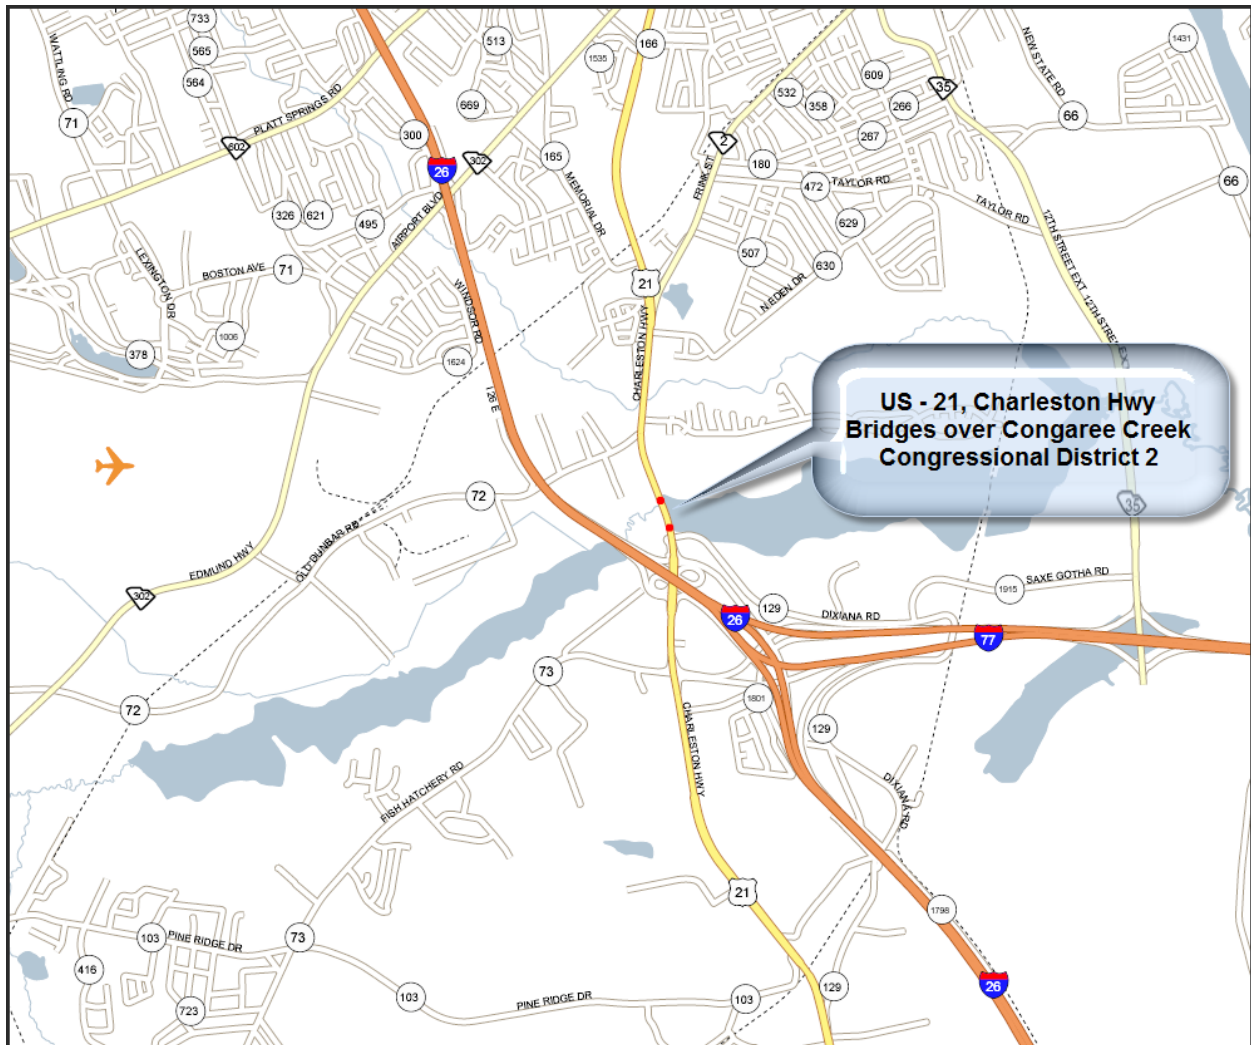 733
565
564
WATTLING RD
71
PLATT SPRINGS RD
602
513
1535
669
166
300
26
302
165
MEMORIAL DR
2
FRINK ST
532
358
609
266
267
35
NEW STATE RD
1431
66
66
180
472
TAYLOR RD
TAYLOR RD
629
507
630
N EDEN DR
12TH STREET EXT
12TH STREET EXT
326
621
495
AIRPORT BLVD
LEXINGTON DR
BOSTON AVE
71
1006
378
WINDSOR RD
1624
I 26 E
21
CHARLESTON HWY
US - 21, Charleston Hwy
Bridges over Congaree Creek
Congressional District 2
35
72
OLD DUNBAR RD
EDMUND HWY
302
72
SAXE GOTHA RD
1915
129
DIXIANA RD
26
77
73
1801
129
CHARLESTON HWY
DIXIANA RD
FISH HATCHERY RD
21
1798
26
103
PINE RIDGE DR
73
416
723
103
PINE RIDGE DR
103
129